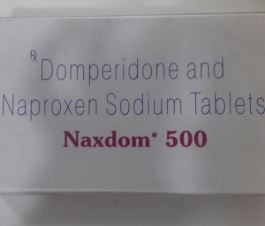 ℞ Domperidone and
Naproxen Sodium Tablets
Naxdom* 500